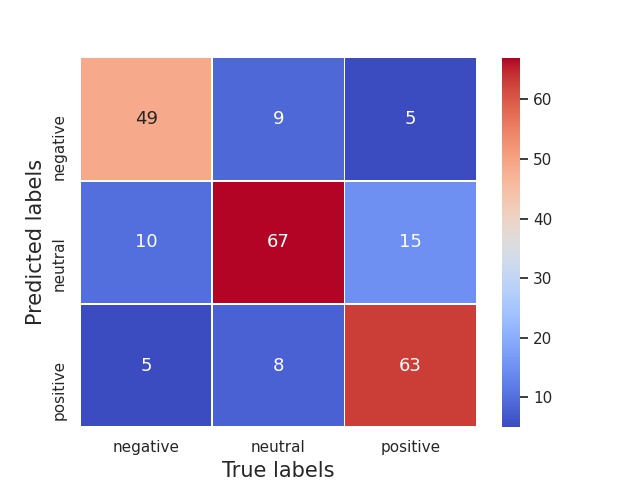 Predicted labels
negative
49 9 5
neutral
10 67 15
positive
5 8 63
negative neutral positive
True labels
60
50
40
30
20
10